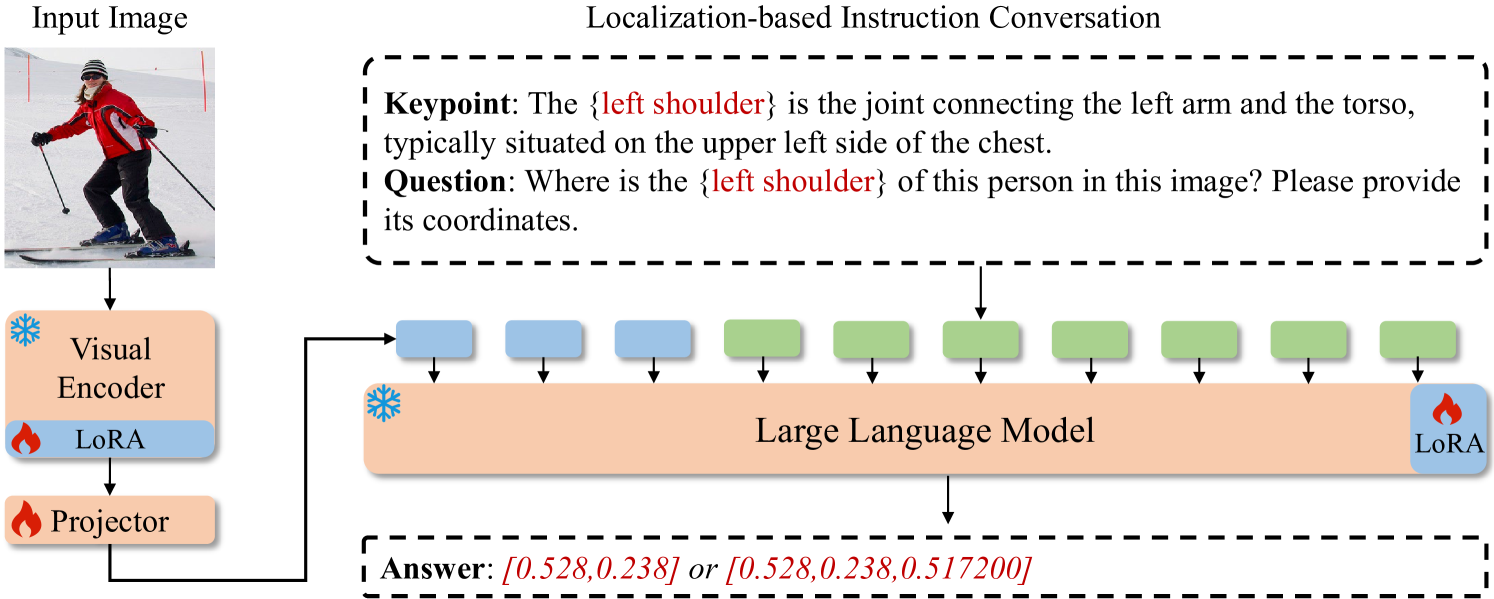 Input Image
Localization-based Instruction Conversation
Keypoint: The {left shoulder} is the joint connecting the left arm and the torso,
typically situated on the upper left side of the chest.
Question: Where is the {left shoulder} of this person in this image? Please provide
its coordinates.
Visual
Encoder
LoRA
Projector
Large Language Model
LoRA
Answer: [0.528,0.238] or [0.528,0.238,0.517200]